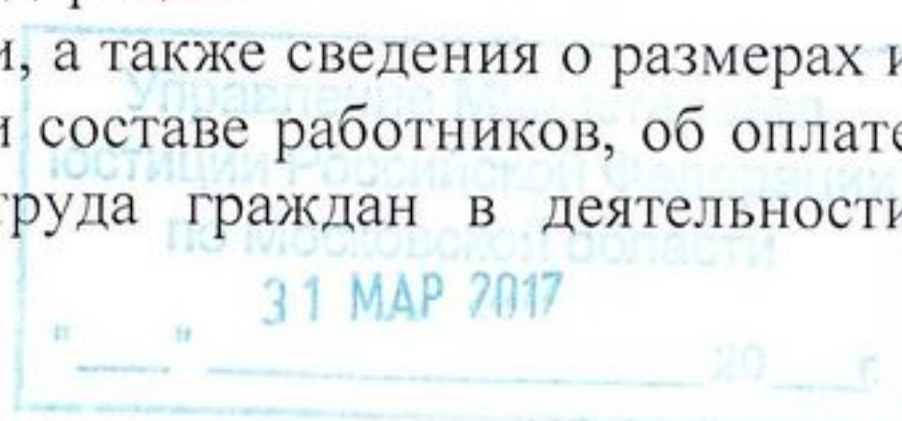 и, а также сведения о размерах и
и составе работников, об оплате
труда граждан в деятельности
Управление Министерства
юстиции Российской Федерации
по Московской области
31 МАР 2017
" " 20 г.